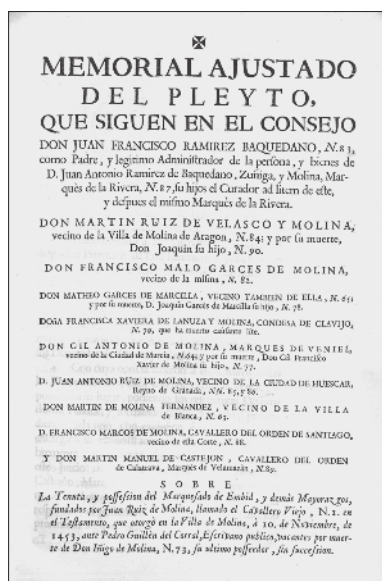 ✠
MEMORIAL AJUSTADO
DEL PLEYTO,
QUE SIGUEN EN EL CONSEJO
DON JUAN FRANCISCO RAMIREZ BAQUEDANO, N.83,
como Padre, y legitimo Administrador de la persona, y bienes de
D. Juan Antonio Ramirez de Baquedano, Zuñiga, y Molina, Mar-
quès de la Rivera, N.87, su hijo; el Curador ad litem de este,
y despues el mismo Marquès de la Rivera.
DON MARTIN RUIZ DE VELASCO Y MOLINA,
vecino de la Villa de Molina de Aragon, N.84; y por su muerte,
Don Joaquin su hijo, N. 90.
DON FRANCISCO MALO GARCES DE MOLINA,
vecino de la misma, N. 82.
DON MATHEO GARCES DE MARCILLA, VECINO TAMBIEN DE ELLA, N.65;
y por su muerte, D. Joaquin Garcès de Marcilla su hijo, N. 78.
DOÑA FRANCISCA XAVIERA DE LANUZA Y MOLINA, CONDESA DE CLAVIJO,
N. 79, que ha muerto
DON GIL ANTONIO DE MOLINA, MARQUES DE VENIEL,
vecino de la Ciudad de Murcia, N.64; y por su muerte, Don Gil Francisco
Xavier de Molina su hijo, N. 77.
D. JUAN ANTONIO RUIZ DE MOLINA, VECINO DE LA CIUDAD DE HUESCAR,
Reyno de Granada, NN. 85, y 86.
DON MARTIN DE MOLINA FERNANDEZ, VECINO DE LA VILLA
de Blanca, N. 63.
D. FRANCISCO MARCOS DE MOLINA, CAVALLERO DEL ORDEN DE SANTIAGO,
vecino de esta Corte, N. 88.
Y DON MARTIN MANUEL DE CASTEJON, CAVALLERO DEL ORDEN
de Calatrava, Marquès de Velamazàn, N.89.
SOBRE
La Tenuta, y possession del Marquesado de Embid, y demàs Mayorazgos,
fundados por Juan Ruiz de Molina, llamado el Cavallero Viejo, N.1. en
el Testamento, que otorgò en la Villa de Molina, à 10. de Noviembre, de
1453, ante Pedro Guillèn del Corral, Escrivano publico, vacantes por muer-
te de Don Iñigo de Molina, N.73, su ultimo possedor, sin succession.